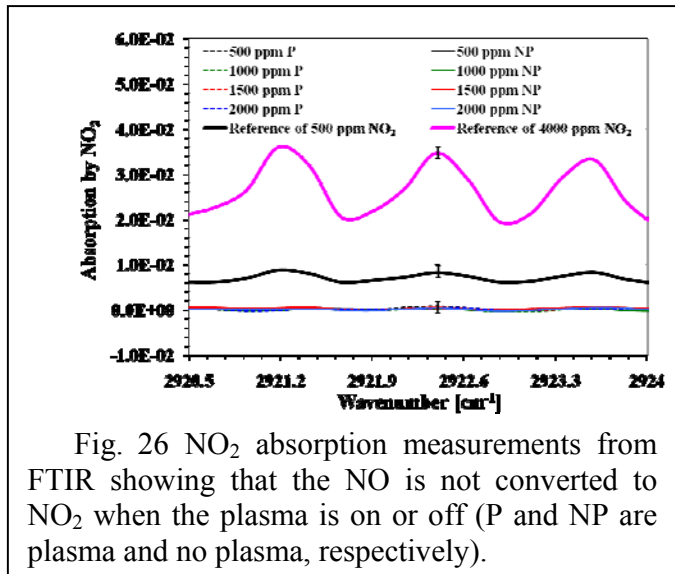 6.0E-02
500 ppm P 500 ppm NP
5.0E-02
1000 ppm P 1000 ppm NP
1500 ppm P 1500 ppm NP
2000 ppm P 2000 ppm NP
4.0E-02
Reference of 500 ppm NO₂ Reference of 4000 ppm NO₂
3.0E-02
Absorption by NO₂
2.0E-02
1.0E-02
0.0E+00
-1.0E-02
2920.5 2921.2 2921.9 2922.6 2923.3 2924
Wavenumber [cm⁻¹]
Fig. 26 NO₂ absorption measurements from
FTIR showing that the NO is not converted to
NO₂ when the plasma is on or off (P and NP are
plasma and no plasma, respectively).